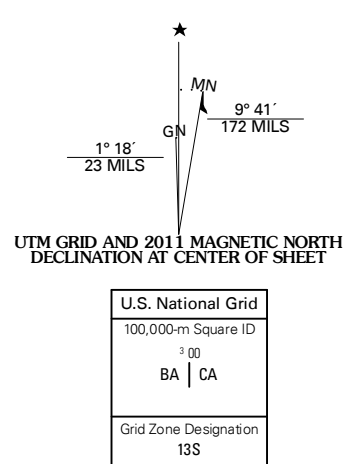 ★
MN
GN
9° 41´
172 MILS
1° 18´
23 MILS
UTM GRID AND 2011 MAGNETIC NORTH
DECLINATION AT CENTER OF SHEET
U.S. National Grid
100,000-m Square ID
3 00
BA | CA
Grid Zone Designation
13S